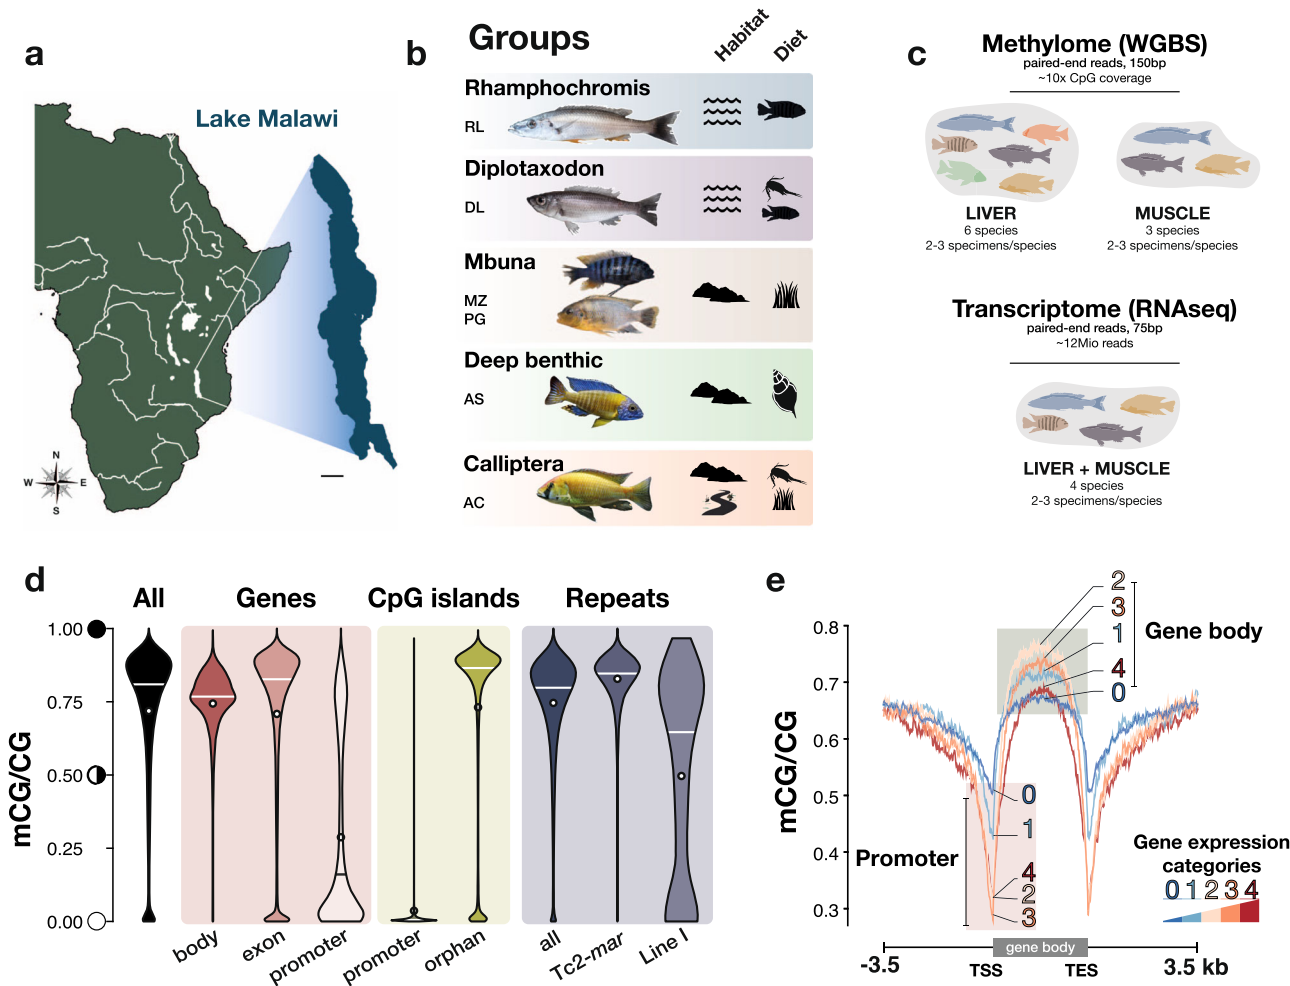 a
Lake Malawi
N
W
E
S
b
Groups
Habitat
Diet
Rhamphochromis
RL
Diplotaxodon
DL
Mbuna
MZ
PG
Deep benthic
AS
Calliptera
AC
c
Methylome (WGBS)
paired-end reads, 150bp
~10x CpG coverage
LIVER
6 species
2-3 specimens/species
MUSCLE
3 species
2-3 specimens/species
Transcriptome (RNAseq)
paired-end reads, 75bp
~12Mio reads
LIVER + MUSCLE
4 species
2-3 specimens/species
d
All
Genes
CpG islands
Repeats
mCG/CG
1.00
0.75
0.50
0.25
0.00
body
exon
promoter
promoter
orphan
all
Tc2-mar
Line I
e
mCG/CG
0.8
0.7
0.6
0.5
0.4
0.3
2
3
1
4
0
Gene body
0
1
4
2
3
Promoter
Gene expression
categories
0 1 2 3 4
gene body
-3.5
TSS
TES
3.5 kb